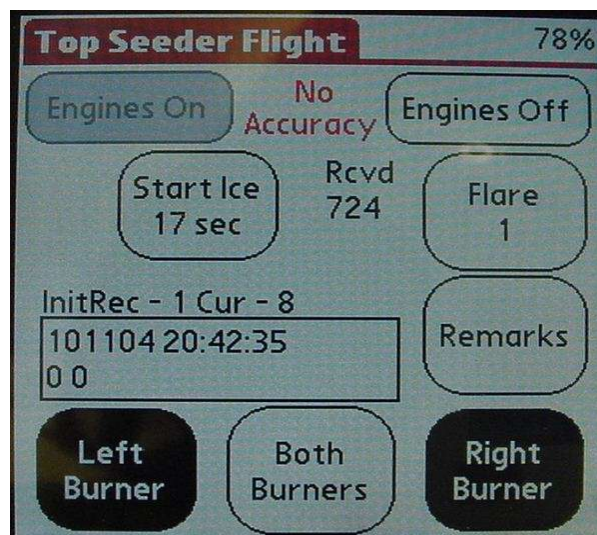 Top Seeder Flight
78%
Engines On
No
Accuracy
Engines Off
Start Ice
17 sec
Rcvd
724
Flare
1
InitRec - 1 Cur - 8
101104 20:42:35
0 0
Remarks
Left
Burner
Both
Burners
Right
Burner